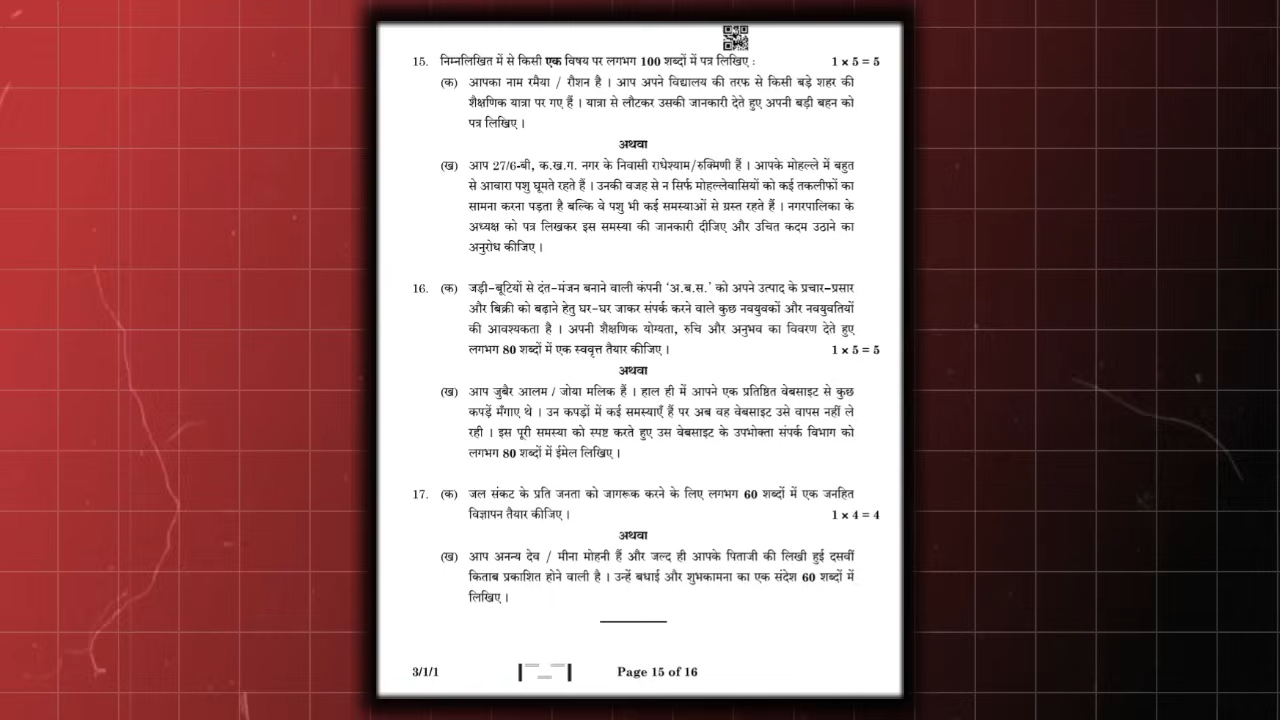 15. निम्नलिखित में से किसी एक विषय पर लगभग 100 शब्दों में पत्र लिखिए : 1 × 5 = 5
(क) आपका नाम रमैया / रौशन है । आप अपने विद्यालय की तरफ से किसी बड़े शहर की
शैक्षणिक यात्रा पर गए हैं । यात्रा से लौटकर उसकी जानकारी देते हुए अपनी बड़ी बहन को
पत्र लिखिए ।
अथवा
(ख) आप 27/6-बी, क.ख.ग. नगर के निवासी राधेश्याम/रुक्मिणी हैं । आपके मोहल्ले में बहुत
से आवारा पशु घूमते रहते हैं । उनकी वजह से न सिर्फ मोहल्लेवासियों को कई तकलीफों का
सामना करना पड़ता है बल्कि वे पशु भी कई समस्याओं से ग्रस्त रहते हैं । नगरपालिका के
अध्यक्ष को पत्र लिखकर इस समस्या की जानकारी दीजिए और उचित कदम उठाने का
अनुरोध कीजिए ।
16. (क) जड़ी-बूटियों से दंत-मंजन बनाने वाली कंपनी ‘अ.ब.स.’ को अपने उत्पाद के प्रचार-प्रसार
और बिक्री को बढ़ाने हेतु घर-घर जाकर संपर्क करने वाले कुछ नवयुवकों और नवयुवतियों
की आवश्यकता है । अपनी शैक्षणिक योग्यता, रुचि और अनुभव का विवरण देते हुए
लगभग 80 शब्दों में एक स्ववृत्त तैयार कीजिए । 1 × 5 = 5
अथवा
(ख) आप जुबैर आलम / जोया मलिक हैं । हाल ही में आपने एक प्रतिष्ठित वेबसाइट से कुछ
कपड़ें मँगाए थे । उन कपड़ों में कई समस्याएँ हैं पर अब वह वेबसाइट उसे वापस नहीं ले
रही । इस पूरी समस्या को स्पष्ट करते हुए उस वेबसाइट के उपभोक्ता संपर्क विभाग को
लगभग 80 शब्दों में ईमेल लिखिए ।
17. (क) जल संकट के प्रति जनता को जागरूक करने के लिए लगभग 60 शब्दों में एक जनहित
विज्ञापन तैयार कीजिए । 1 × 4 = 4
अथवा
(ख) आप अनन्य देव / मीना मोहनी हैं और जल्द ही आपके पिताजी की लिखी हुई दसवीं
किताब प्रकाशित होने वाली है । उन्हें बधाई और शुभकामना का एक संदेश 60 शब्दों में
लिखिए ।
3/1/1 Page 15 of 16